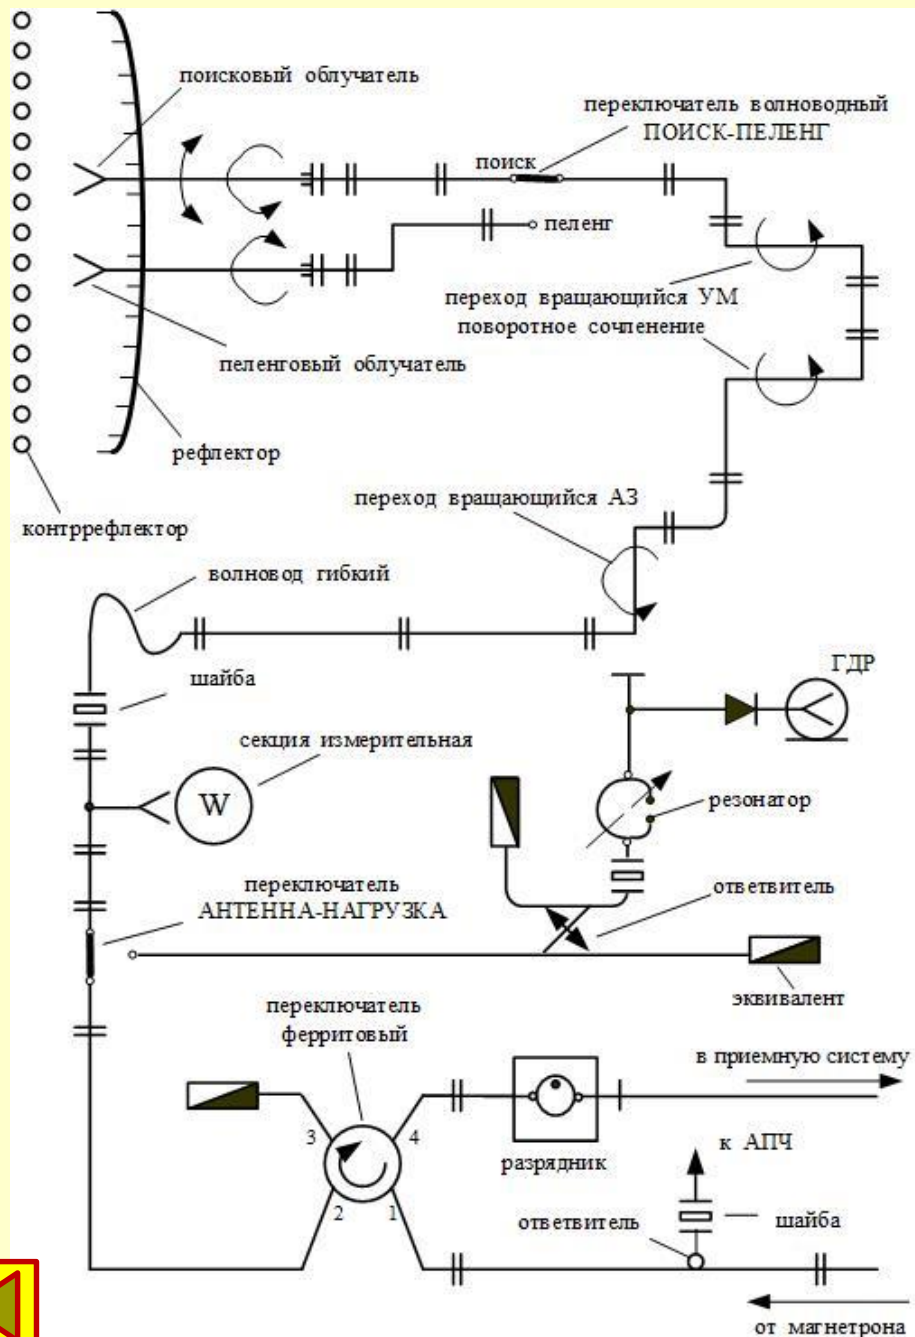 поисковый облучатель
переключатель волноводный
ПОИСК-ПЕЛЕНГ
поиск
пеленг
переход вращающийся УМ
поворотное сочленение
пеленговый облучатель
рефлектор
переход вращающийся АЗ
контррефлектор
волновод гибкий
ГДР
шайба
секция измерительная
W
резонатор
переключатель
АНТЕННА-НАГРУЗКА
ответвитель
эквивалент
переключатель
ферритовый
в приемную систему
3
4
к АПЧ
разрядник
2
1
ответвитель
шайба
от магнетрона